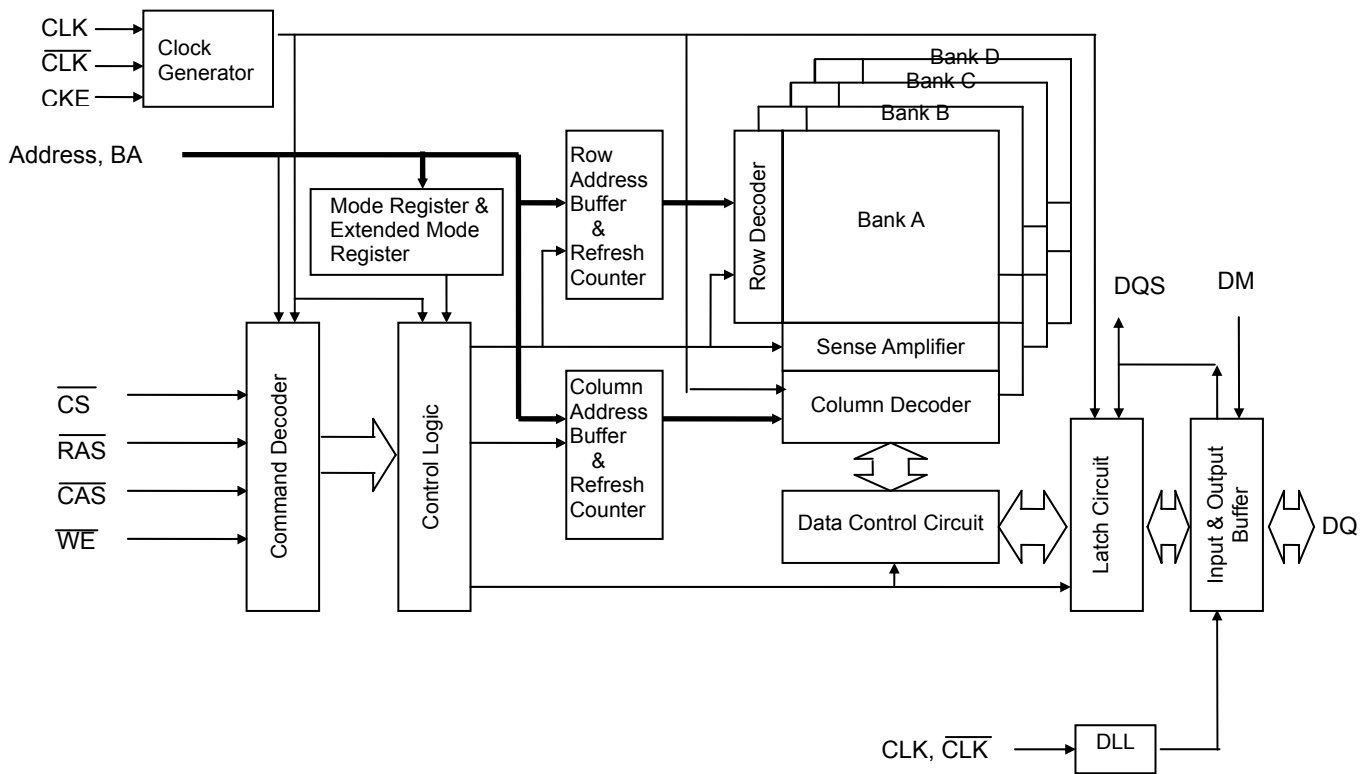 CLK
CLK
CKE
Clock
Generator
Address, BA
Mode Register &
Extended Mode
Register
Row
Address
Buffer
&
Refresh
Counter
Row Decoder
Bank D
Bank C
Bank B
Bank A
Sense Amplifier
Column Decoder
Column
Address
Buffer
&
Refresh
Counter
CS
RAS
CAS
WE
Command Decoder
Control Logic
Data Control Circuit
DQS
DM
Latch Circuit
Input & Output
Buffer
DQ
CLK, CLK
DLL